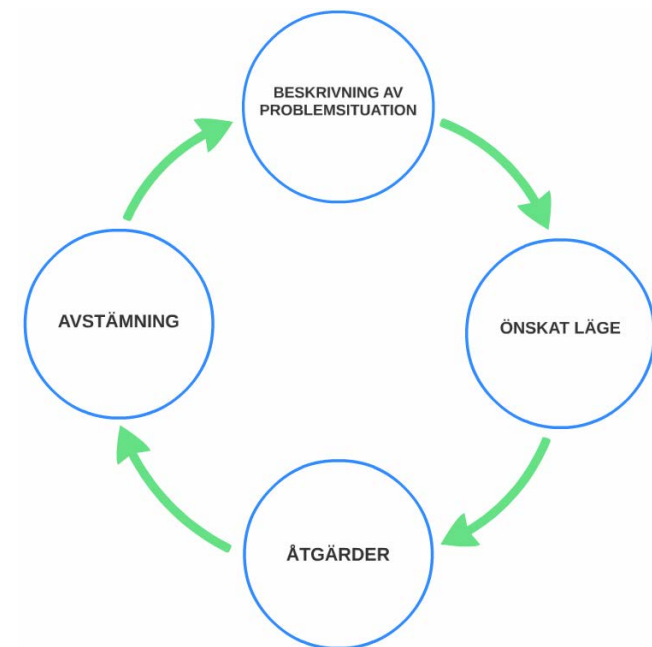 BESKRIVNING AV
PROBLEMSITUATION
ÖNSKAT LÄGE
ÅTGÄRDER
AVSTÄMNING